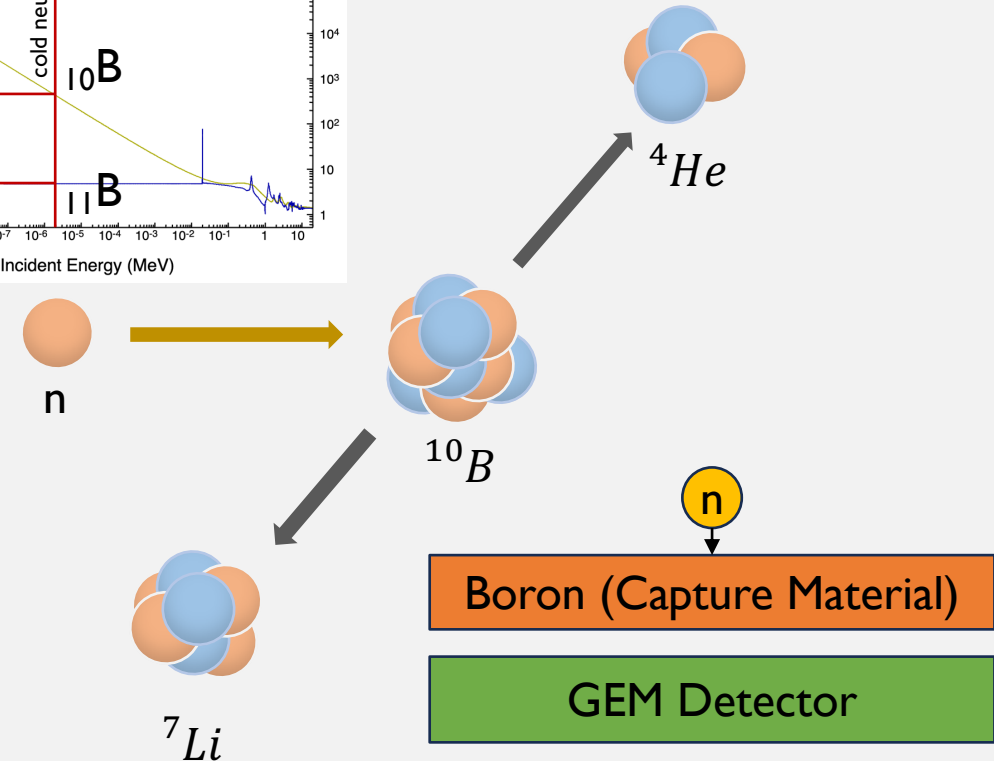 cold neu
10B
11B
10⁴
10³
10²
10
1
-7
10⁻⁶
10⁻⁵
10⁻⁴
10⁻³
10⁻²
10⁻¹
1
10
Incident Energy (MeV)
⁴He
n
¹⁰B
n
Boron (Capture Material)
GEM Detector
⁷Li